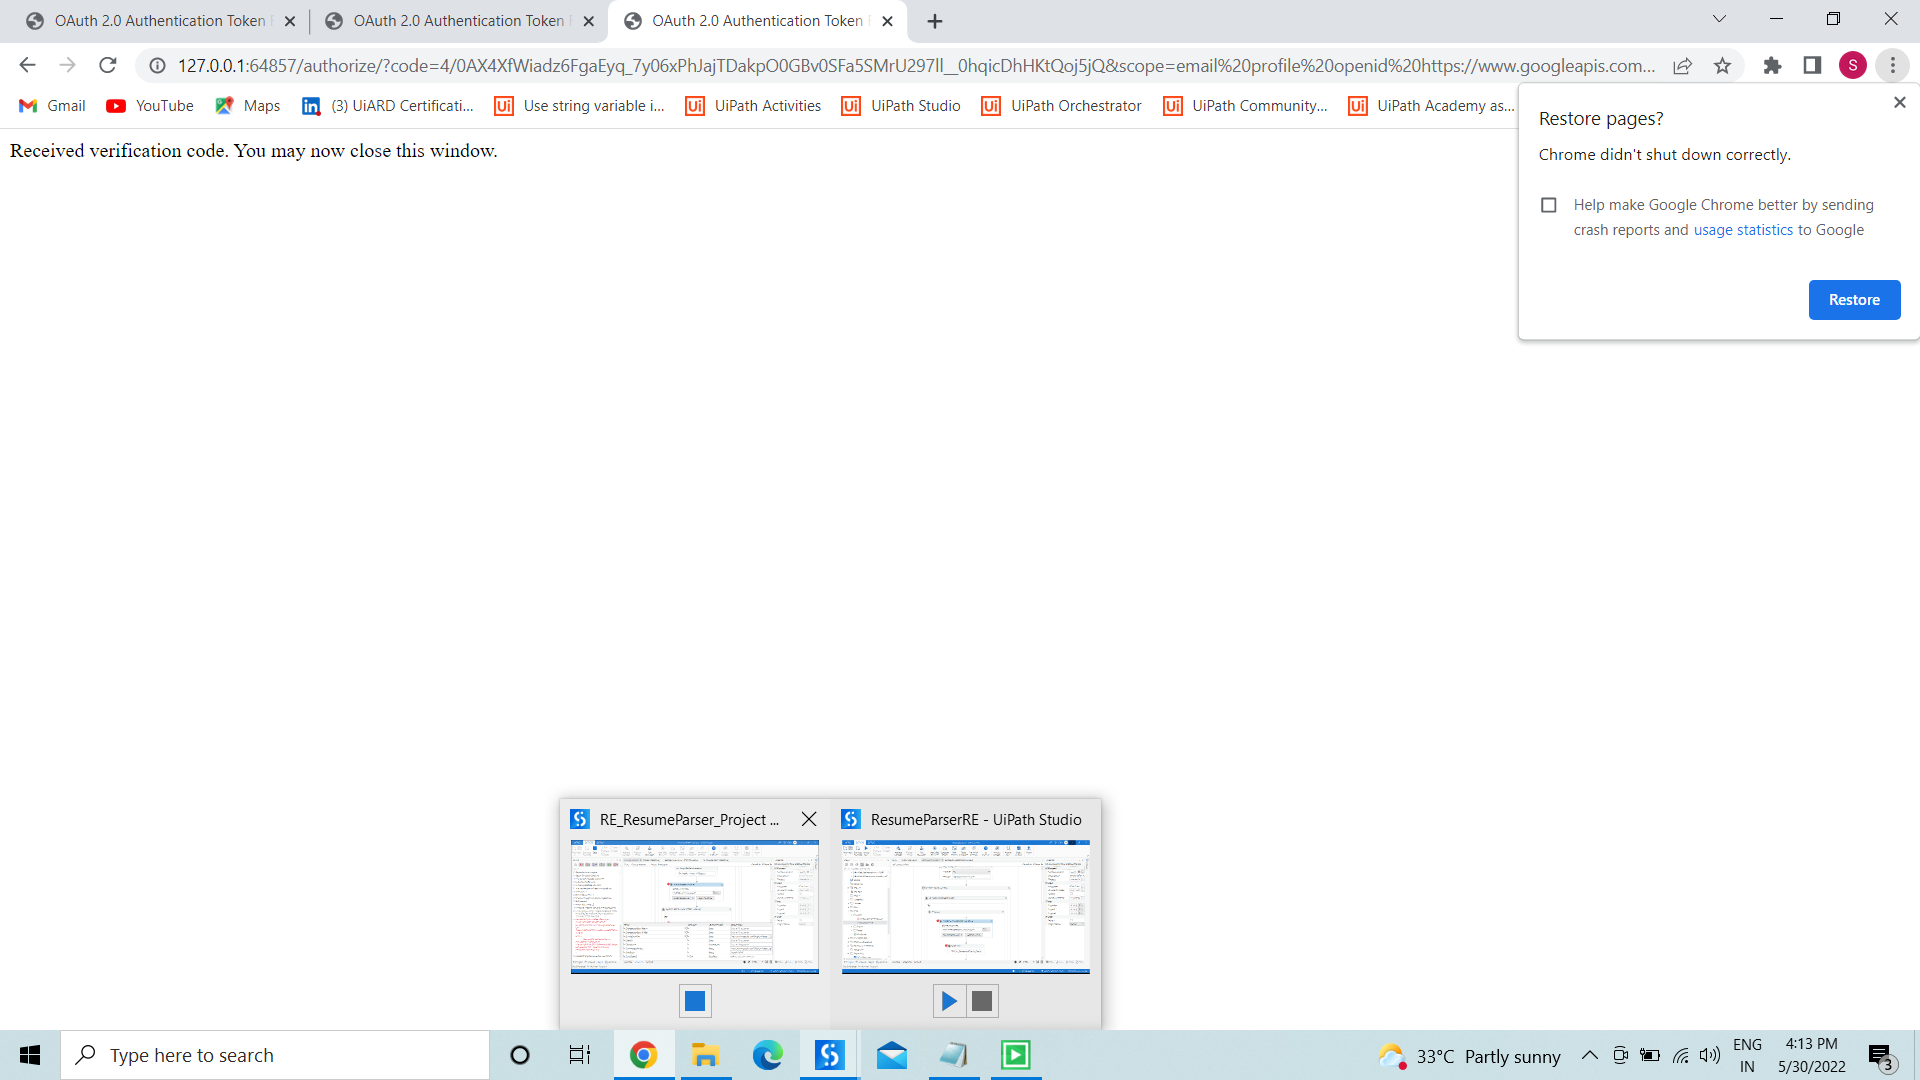 OAuth 2.0 Authentication Token
OAuth 2.0 Authentication Token
OAuth 2.0 Authentication Token
127.0.0.1:64857/authorize/?code=4/0AX4XfWiadz6FgaEyq_7y06xPhJajTDakpO0GBv0SFa5SMrU297ll__0hqicDhHKtQoj5jQ&scope=email%20profile%20openid%20https://www.googleapis.com...
S
Gmail
YouTube
Maps
(3) UiARD Certificati...
Use string variable i...
UiPath Activities
UiPath Studio
UiPath Orchestrator
UiPath Community...
UiPath Academy as...
Received verification code. You may now close this window.
Restore pages?
Chrome didn't shut down correctly.
Help make Google Chrome better by sending
crash reports and usage statistics to Google
Restore
RE_ResumeParser_Project ...
ResumeParserRE - UiPath Studio
Type here to search
33°C Partly sunny
ENG
IN
4:13 PM
5/30/2022
3